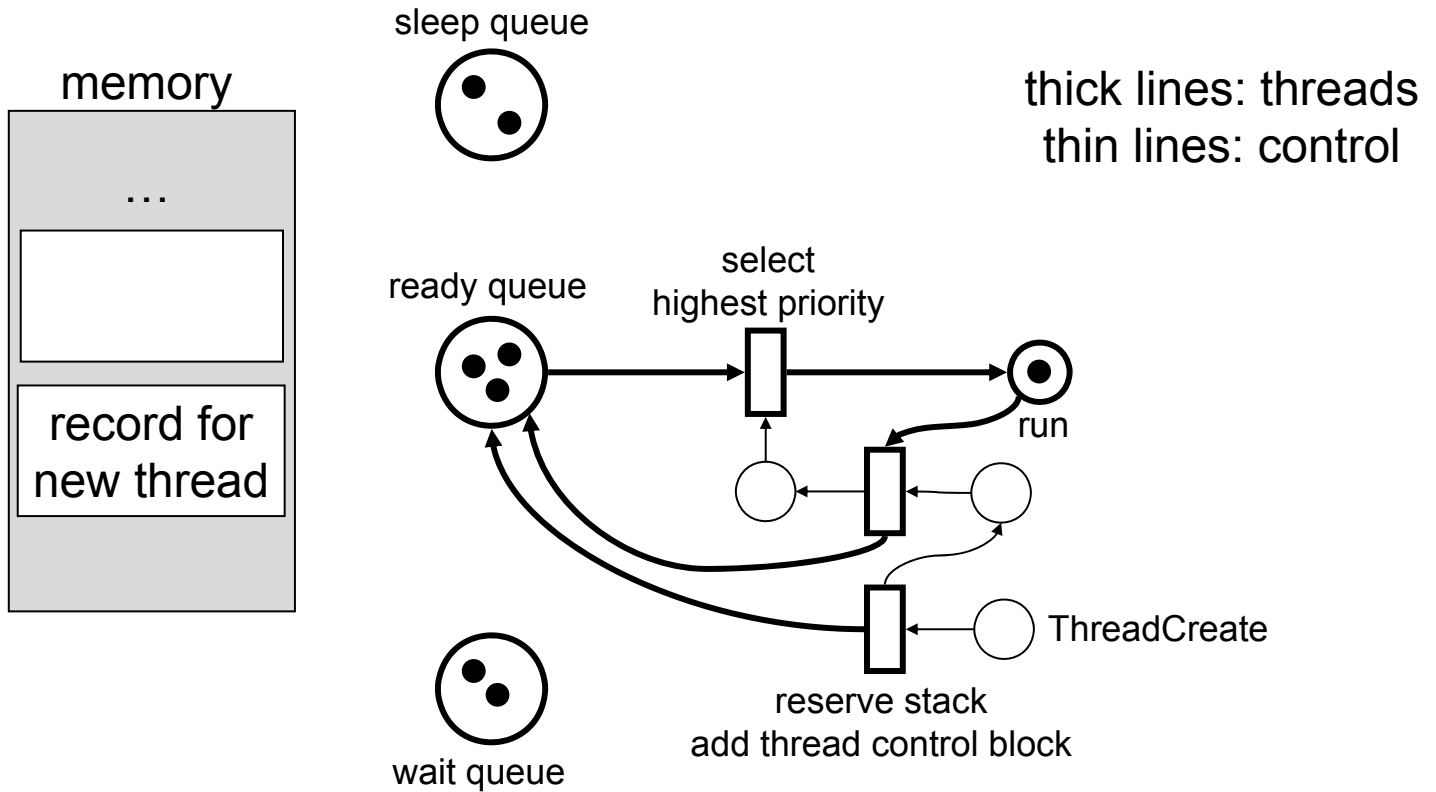 sleep queue
memory
thick lines: threads
thin lines: control
…
select
highest priority
ready queue
record for
new thread
run
ThreadCreate
reserve stack
add thread control block
wait queue